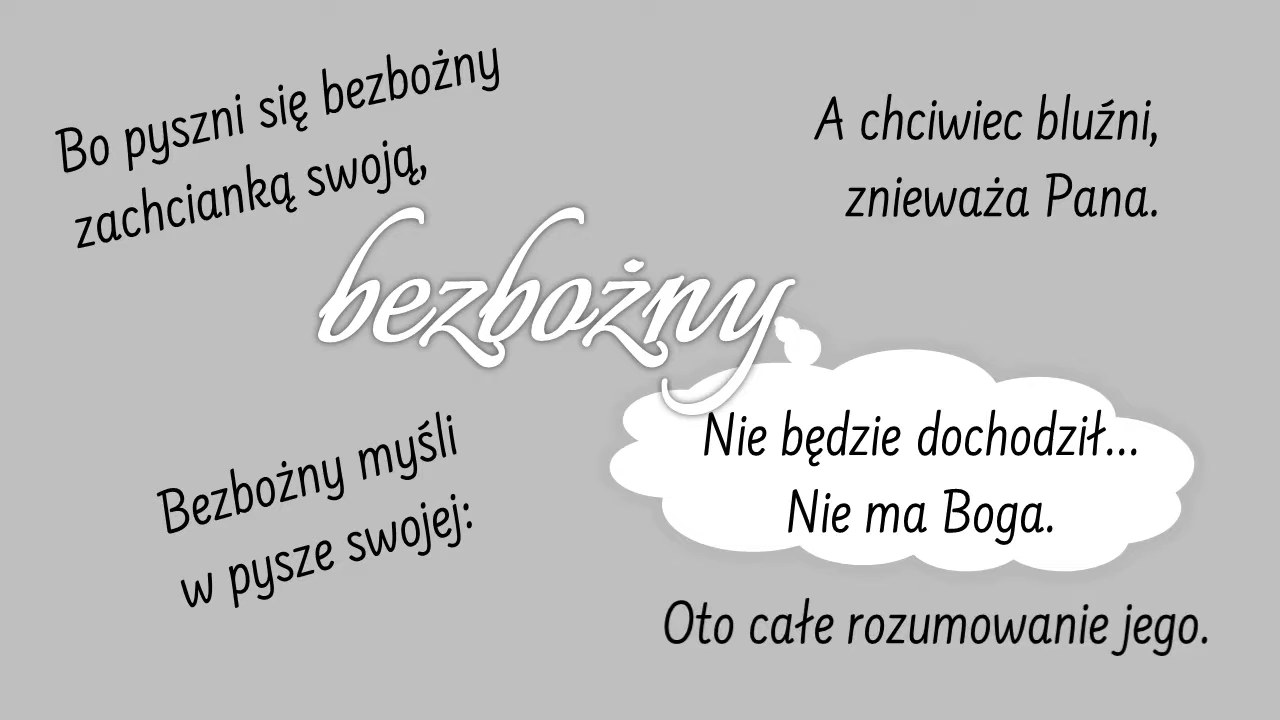 Bo pyszni się bezbożny
zachcianką swoją,
A chciwiec bluźni,
znieważa Pana.
bezbożny
Bezbożny myśli
w pysze swojej:
Nie będzie dochodził...
Nie ma Boga.
Oto całe rozumowanie jego.